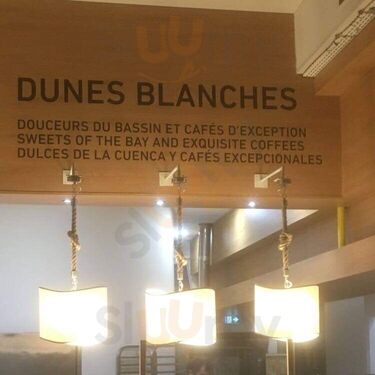 DUNES BLANCHES
DOUCEURS DU BASSIN ET CAFÉS D'EXCEPTION
SWEETS OF THE BAY AND EXQUISITE COFFEES
DULCES DE LA CUENCA Y CAFÉS EXCEPCIONALES